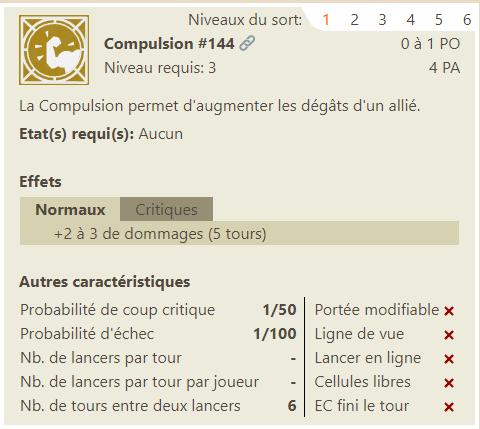 Niveaux du sort: 1 2 3 4 5 6
Compulsion #144 0 à 1 PO
Niveau requis: 3 4 PA
La Compulsion permet d'augmenter les dégâts d'un allié.
Etat(s) requi(s): Aucun
Effets
Normaux Critiques
+2 à 3 de dommages (5 tours)
Autres caractéristiques
Probabilité de coup critique 1/50 Portée modifiable
Probabilité d'échec 1/100 Ligne de vue
Nb. de lancers par tour - Lancer en ligne
Nb. de lancers par tour par joueur - Cellules libres
Nb. de tours entre deux lancers 6 EC fini le tour